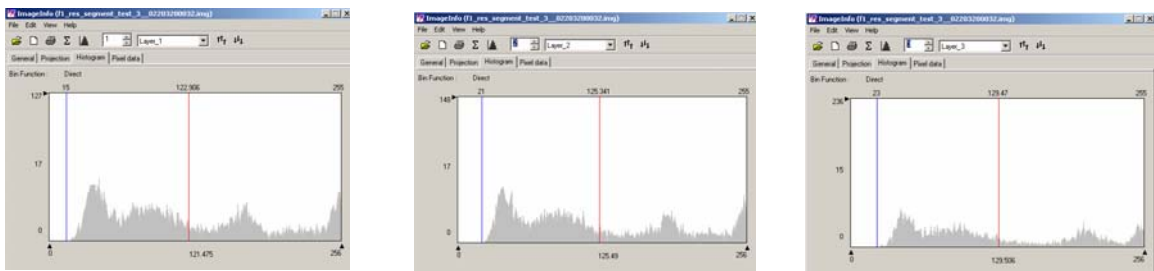 ImageInfo (f1_res_segment_test_3__02203200032.img)
File Edit View Help
1 Layer_1
General Projection Histogram Pixel data
Bin Function : Direct
15 122.906 255
127
17
0
0 121.475 256
ImageInfo (f1_res_segment_test_3__02203200032.img)
File Edit View Help
Layer_2
General Projection Histogram Pixel data
Bin Function : Direct
21 125.341 255
148
17
0
0 125.49 256
ImageInfo (f1_res_segment_test_3__02203200032.img)
File Edit View Help
Layer_3
General Projection Histogram Pixel data
Bin Function : Direct
23 129.47 255
236
15
0
0 129.506 256